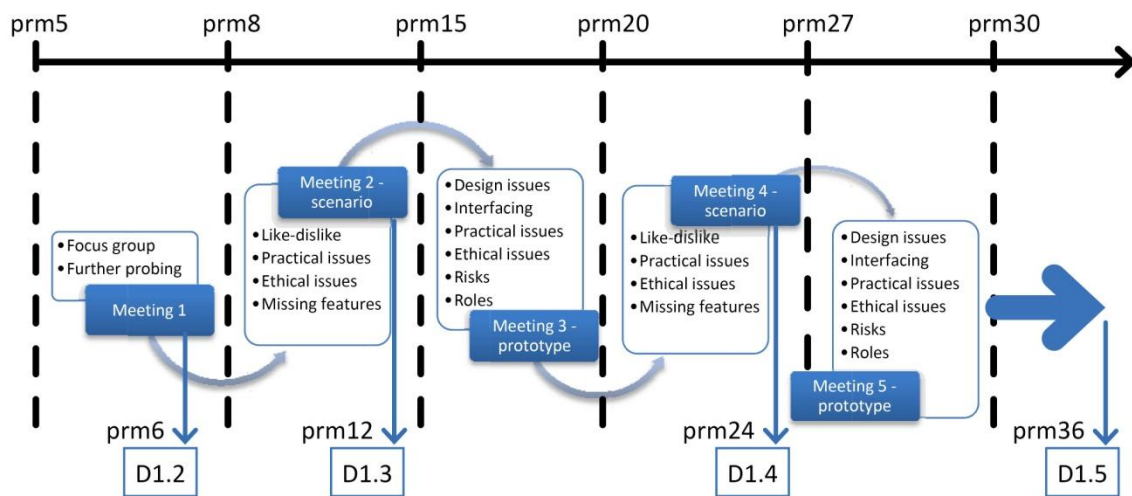 prm5
prm8
prm15
prm20
prm27
prm30
• Focus group
• Further probing
Meeting 1
Meeting 2 -
scenario
• Like-dislike
• Practical issues
• Ethical issues
• Missing features
• Design issues
• Interfacing
• Practical issues
• Ethical issues
• Risks
• Roles
Meeting 3 -
prototype
Meeting 4 -
scenario
• Like-dislike
• Practical issues
• Ethical issues
• Missing features
• Design issues
• Interfacing
• Practical issues
• Ethical issues
• Risks
• Roles
Meeting 5 -
prototype
prm6
D1.2
prm12
D1.3
prm24
D1.4
prm36
D1.5